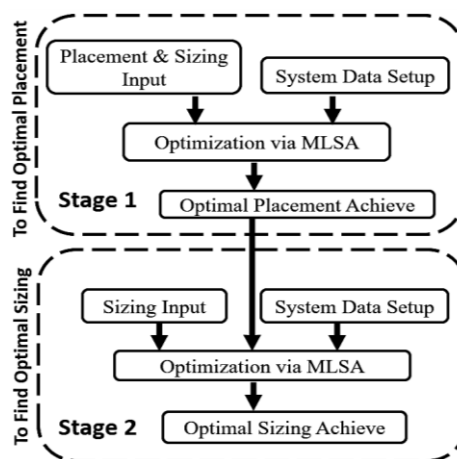 To Find Optimal Placement
Placement & Sizing
Input
System Data Setup
Optimization via MLSA
Stage 1
Optimal Placement Achieve
To Find Optimal Sizing
Sizing Input
System Data Setup
Optimization via MLSA
Stage 2
Optimal Sizing Achieve